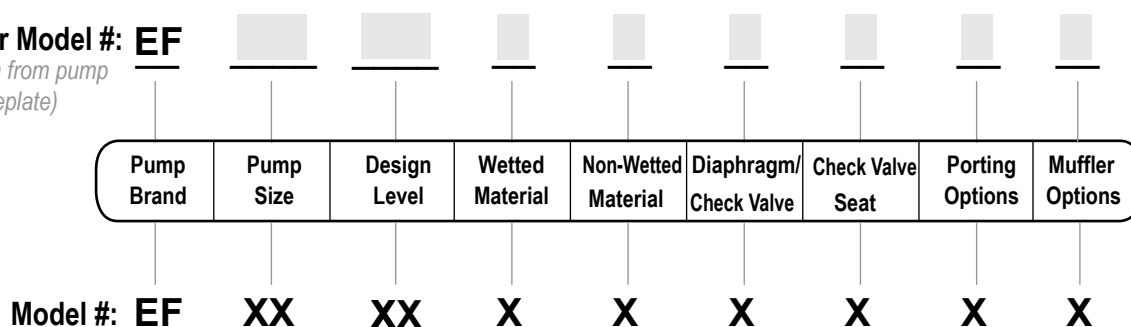 r Model #: EF
from pump
eplate)
Pump Brand
Pump Size
Design Level
Wetted Material
Non-Wetted Material
Diaphragm/ Check Valve
Check Valve Seat
Porting Options
Muffler Options
Model #: EF XX XX X X X X X X